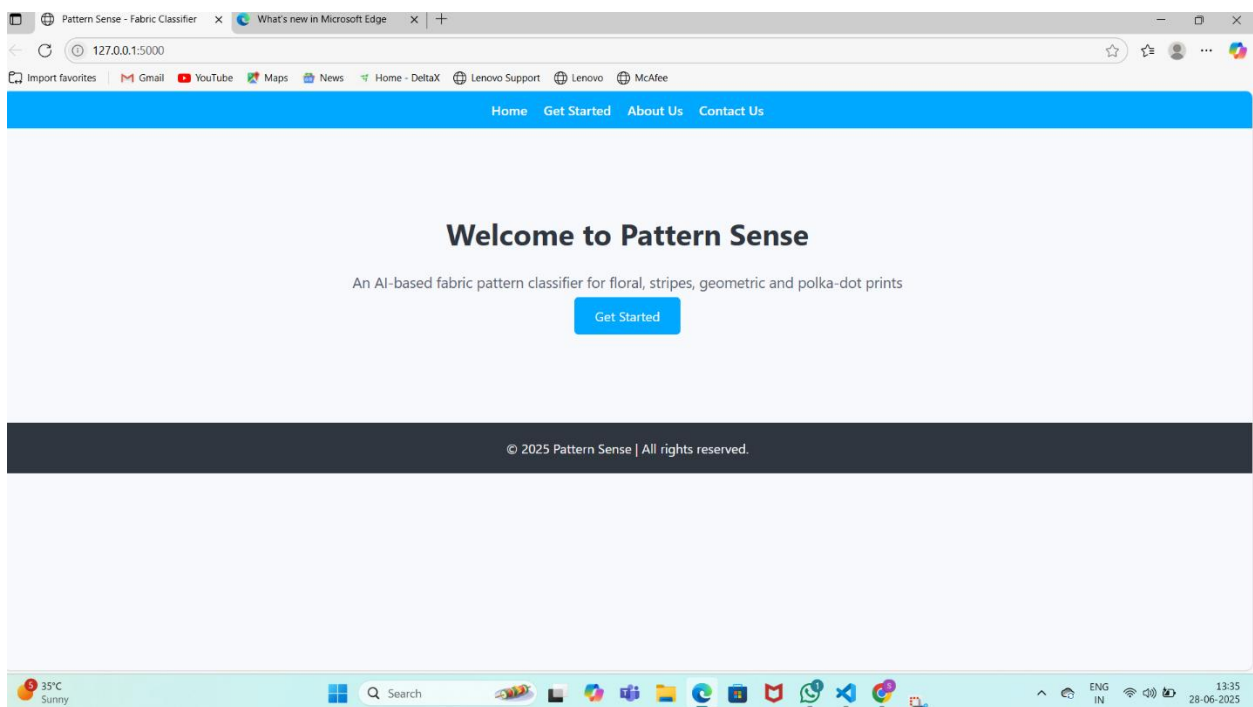 Pattern Sense - Fabric Classifier
What's new in Microsoft Edge
127.0.0.1:5000
Import favorites Gmail YouTube Maps News Home - DeltaX Lenovo Support Lenovo McAfee
Home Get Started About Us Contact Us
Welcome to Pattern Sense
An AI-based fabric pattern classifier for floral, stripes, geometric and polka-dot prints
Get Started
© 2025 Pattern Sense | All rights reserved.
5
35°C
Sunny
Search
1
S
ENG
IN
13:35
28-06-2025